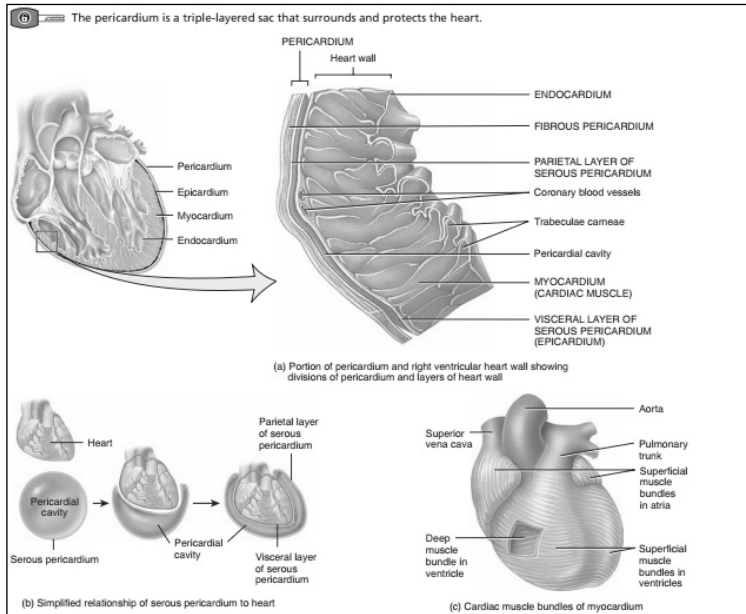 The pericardium is a triple-layered sac that surrounds and protects the heart.
PERICARDIUM
Heart wall
ENDOCARDIUM
FIBROUS PERICARDIUM
PARIETAL LAYER OF
SEROUS PERICARDIUM
Coronary blood vessels
Trabeculae carneae
Pericardial cavity
MYOCARDIUM
(CARDIAC MUSCLE)
VISCERAL LAYER OF
SEROUS PERICARDIUM
(EPICARDIUM)
Pericardium
Epicardium
Myocardium
Endocardium
(a) Portion of pericardium and right ventricular heart wall showing
divisions of pericardium and layers of heart wall
Heart
Pericardial
cavity
Serous pericardium
Pericardial
cavity
Parietal layer
of serous
pericardium
Visceral layer
of serous
pericardium
(b) Simplified relationship of serous pericardium to heart
Superior
vena cava
Aorta
Pulmonary
trunk
Superficial
muscle
bundles
in atria
Deep
muscle
bundle in
ventricle
Superficial
muscle
bundles in
ventricles
(c) Cardiac muscle bundles of myocardium